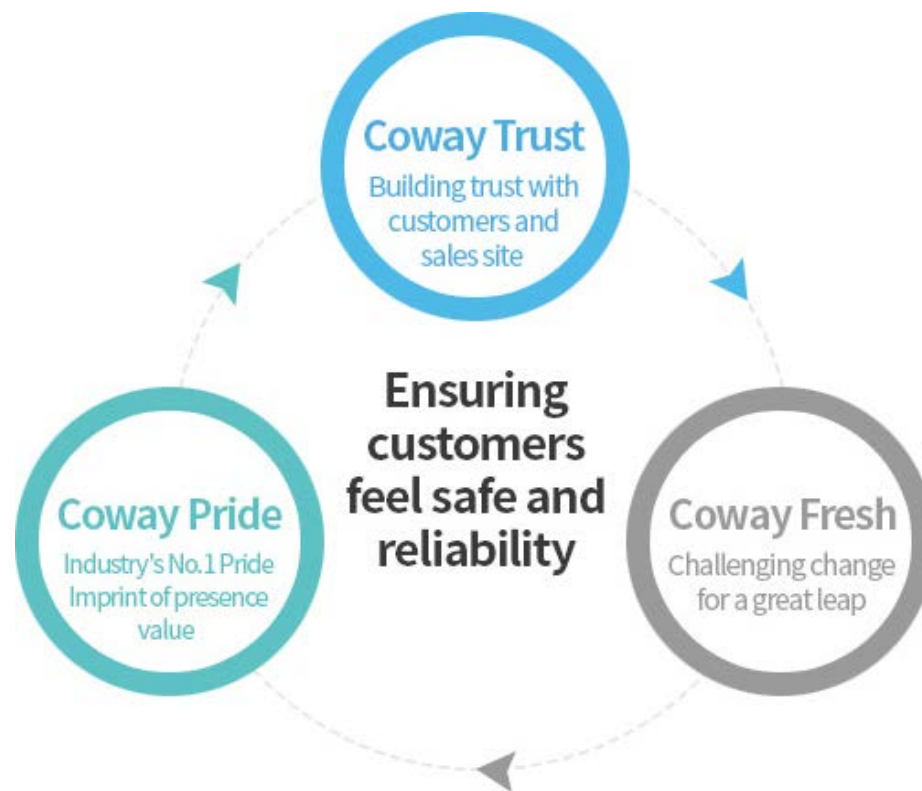 Coway Trust
Building trust with
customers and
sales site
Ensuring
customers
feel safe and
reliability
Coway Pride
Industry's No.1 Pride
Imprint of presence
value
Coway Fresh
Challenging change
for a great leap